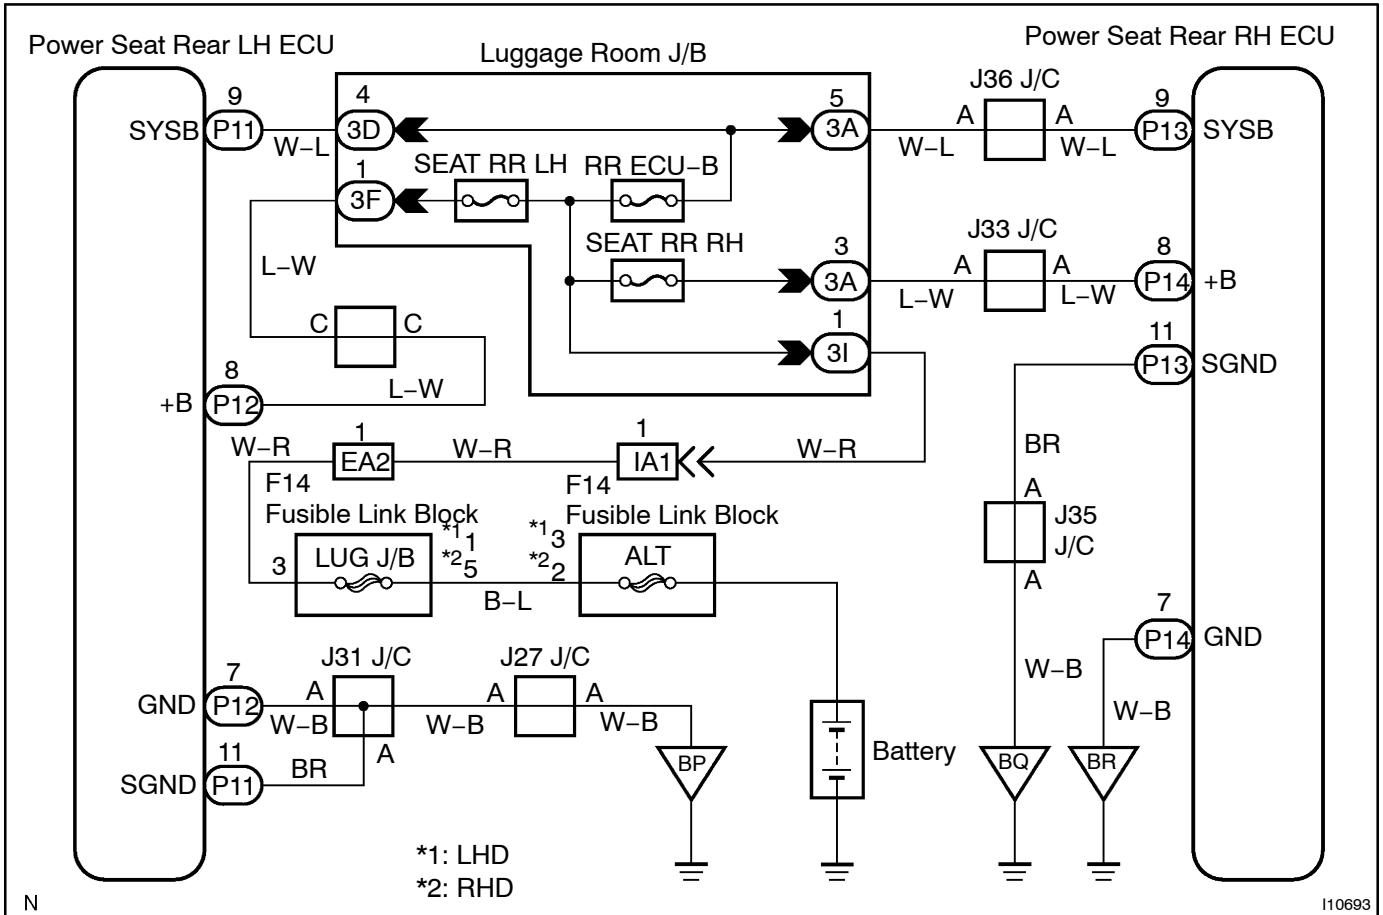 Power Seat Rear LH ECU
Luggage Room J/B
Power Seat Rear RH ECU
J36 J/C
9
4
5
A
A
9
SYSB
P11
3D
3A
P13
SYSB
W-L
W-L
W-L
1
SEAT RR LH
RR ECU-B
3F
J33 J/C
SEAT RR RH
3
8
L-W
A
A
3A
P14
+B
L-W
L-W
C
C
1
11
3I
P13
SGND
8
L-W
+B
P12
1
1
W-R
W-R
W-R
BR
EA2
IA1
F14
F14
A
Fusible Link Block
Fusible Link Block
J35
J/C
*1 1
*1 3
LUG J/B
ALT
*2 5
*2 2
3
A
B-L
7
P14
GND
J31 J/C
J27 J/C
7
A
A
A
W-B
GND
P12
W-B
W-B
W-B
W-B
A
11
BR
SGND
P11
BP
Battery
BQ
BR
*1: LHD
*2: RHD
N
I10693